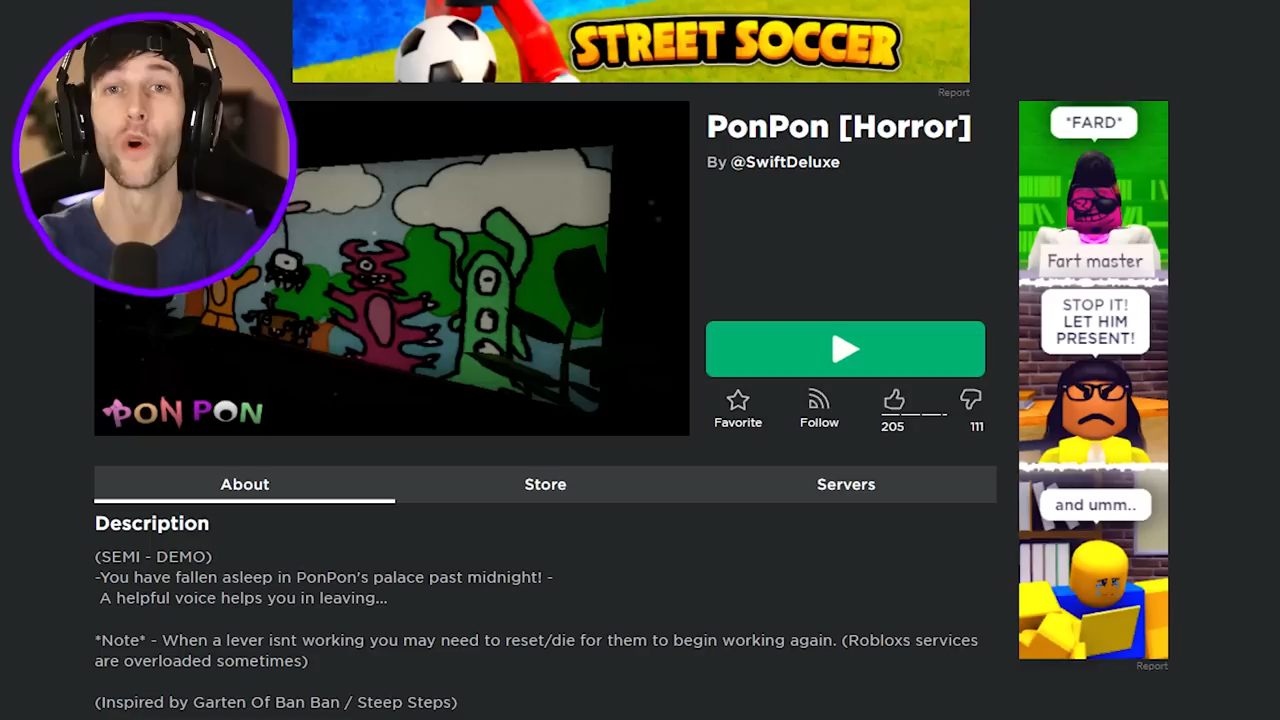 STREET SOCCER
Report
PonPon [Horror]
By @SwiftDeluxe
PON PON
Favorite
Follow
205
111
About
Store
Servers
Description
(SEMI - DEMO)
-You have fallen asleep in PonPon's palace past midnight! -
A helpful voice helps you in leaving...
*Note* - When a lever isnt working you may need to reset/die for them to begin working again. (Robloxs services
are overloaded sometimes)
(Inspired by Garten Of Ban Ban / Steep Steps)
*FARD*
Fart master
STOP IT!
LET HIM
PRESENT!
and umm..
Report